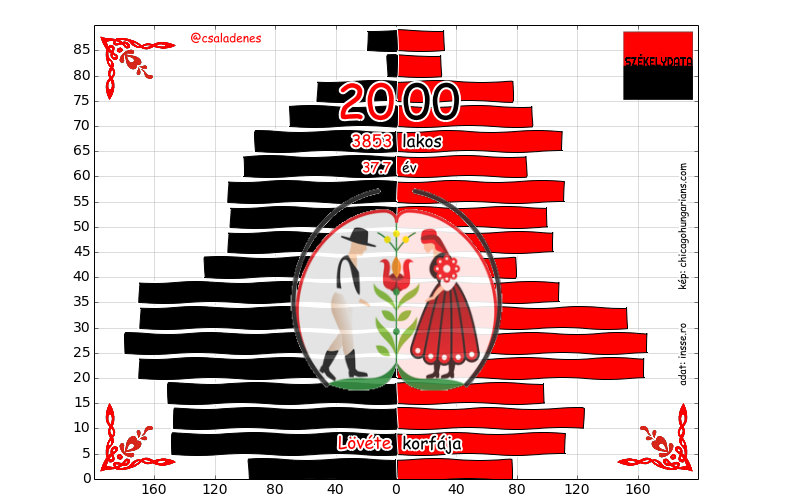 @csaladenes
SZÉKELYDATA
2000
3853 lakos
37.7 év
kép: chicagohungarians.com
adat: insse.ro
Lövéte korfája
85
80
75
70
65
60
55
50
45
40
35
30
25
20
15
10
5
0
160 120 80 40 0 40 80 120 160